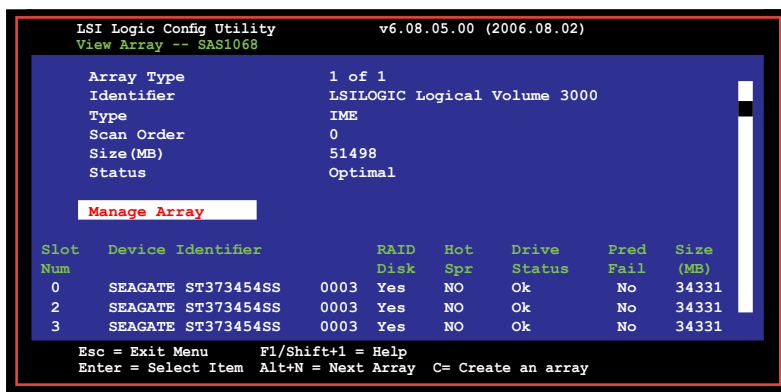 LSI Logic Config Utility v6.08.05.00 (2006.08.02)
View Array -- SAS1068
Array Type 1 of 1
Identifier LSILOGIC Logical Volume 3000
Type IME
Scan Order 0
Size(MB) 51498
Status Optimal
Manage Array
Slot Device Identifier RAID Hot Drive Pred Size
Num Disk Spr Status Fail (MB)
0 SEAGATE ST373454SS 0003 Yes NO Ok No 34331
2 SEAGATE ST373454SS 0003 Yes NO Ok No 34331
3 SEAGATE ST373454SS 0003 Yes NO Ok No 34331
Esc = Exit Menu F1/Shift+1 = Help
Enter = Select Item Alt+N = Next Array C= Create an array